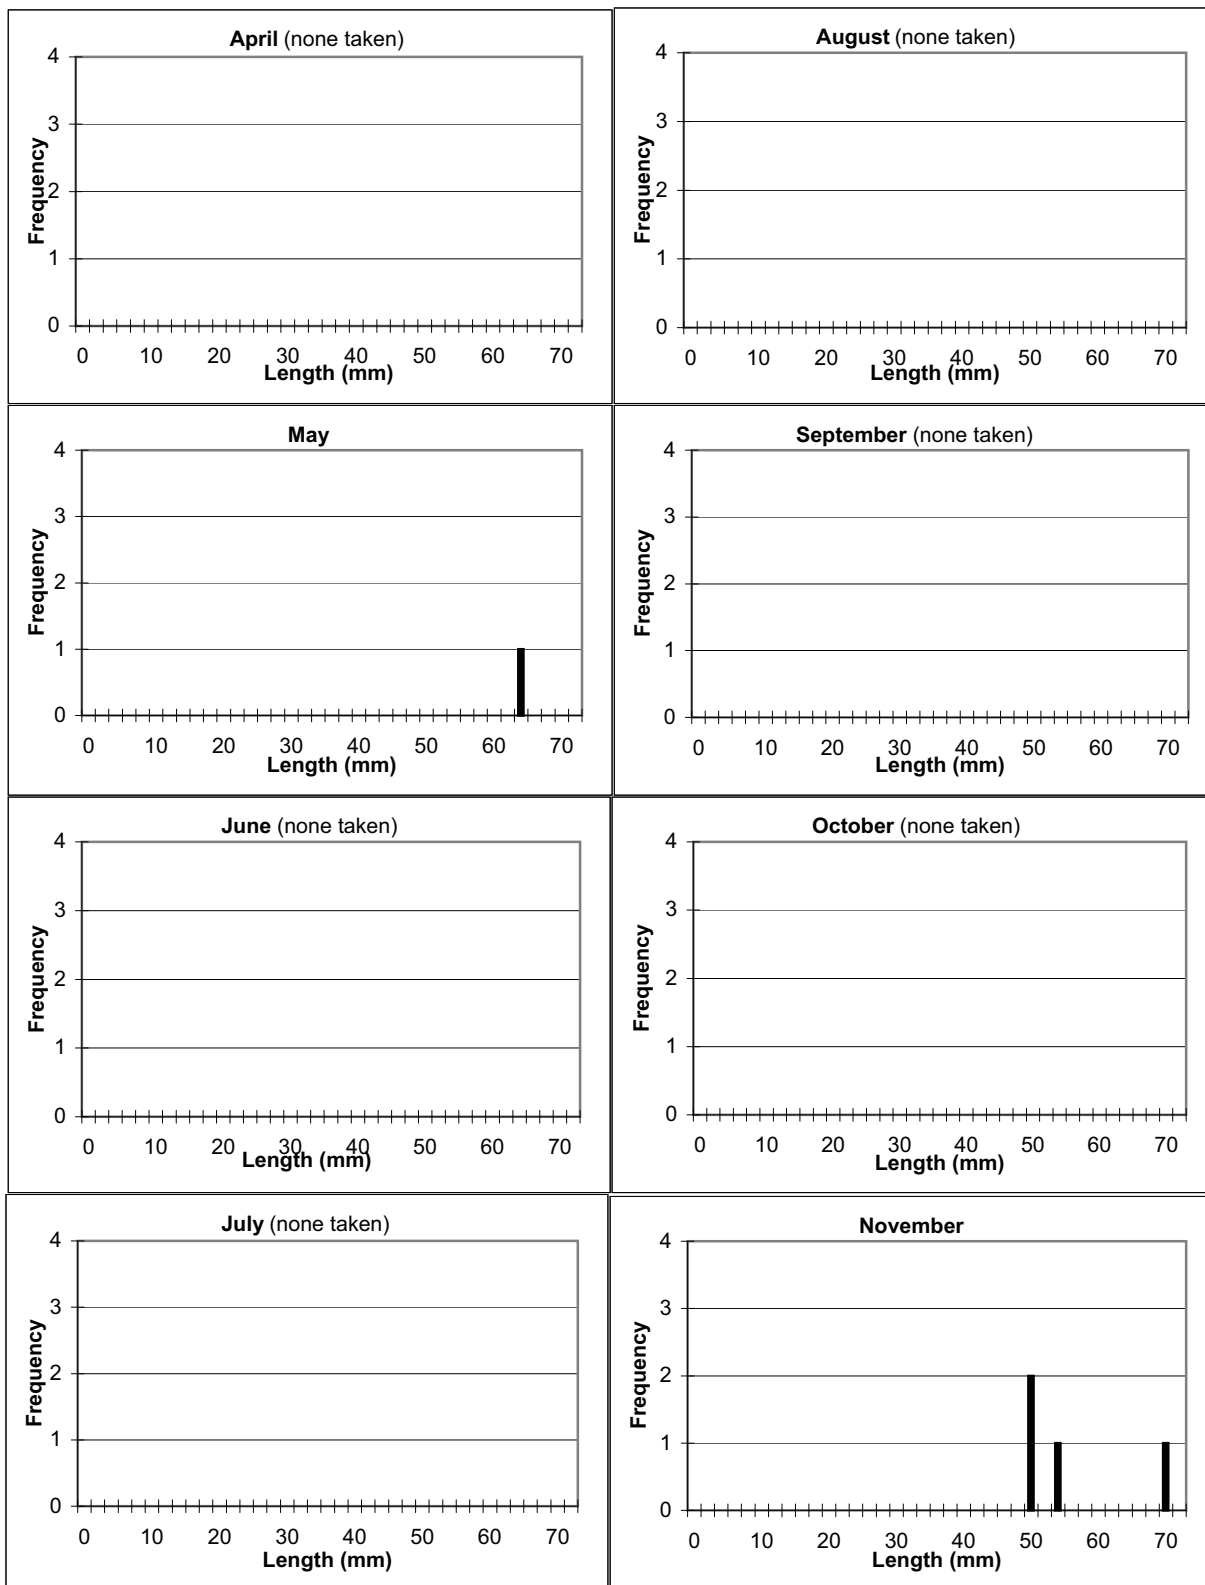 April (none taken)
4
3
2
1
0
Frequency
0 10 20 30 40 50 60 70
Length (mm)
August (none taken)
4
3
2
1
0
Frequency
0 10 20 30 40 50 60 70
Length (mm)
May
4
3
2
1
0
Frequency
0 10 20 30 40 50 60 70
Length (mm)
September (none taken)
4
3
2
1
0
Frequency
0 10 20 30 40 50 60 70
Length (mm)
June (none taken)
4
3
2
1
0
Frequency
0 10 20 30 40 50 60 70
Length (mm)
October (none taken)
4
3
2
1
0
Frequency
0 10 20 30 40 50 60 70
Length (mm)
July (none taken)
4
3
2
1
0
Frequency
0 10 20 30 40 50 60 70
Length (mm)
November
4
3
2
1
0
Frequency
0 10 20 30 40 50 60 70
Length (mm)